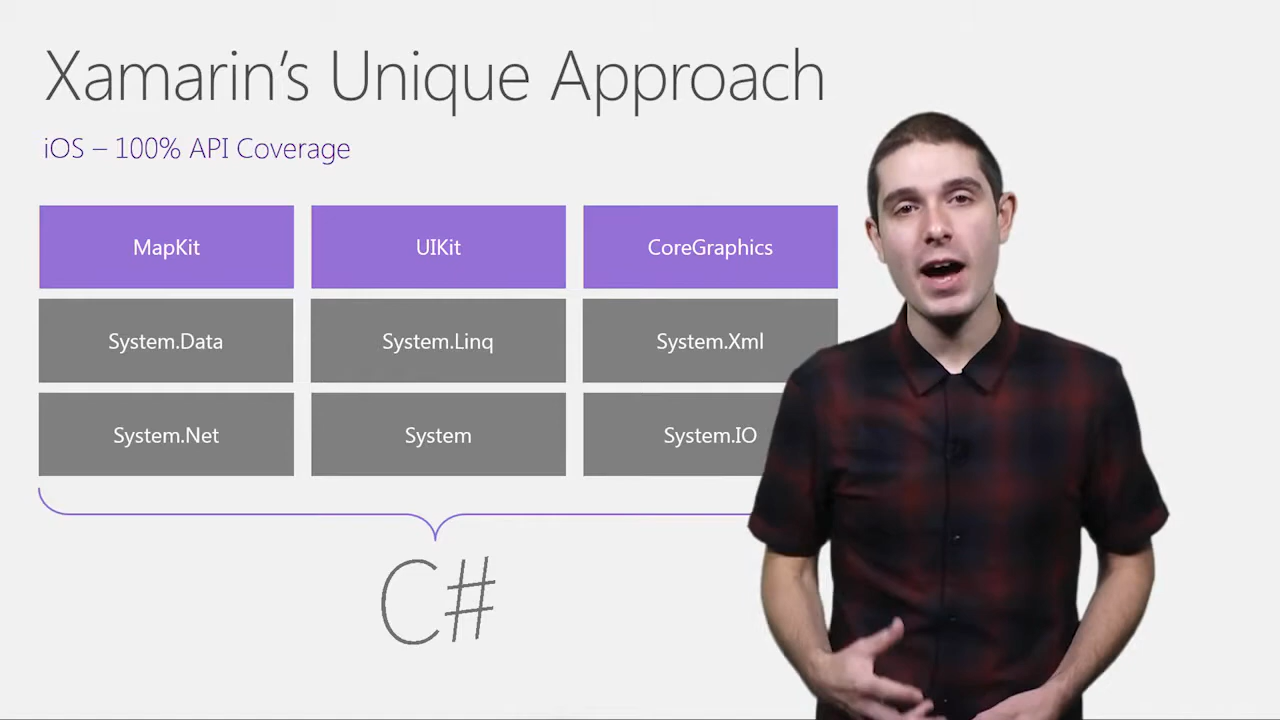 Xamarin's Unique Approach
iOS – 100% API Coverage
MapKit
UIKit
CoreGraphics
System.Data
System.Linq
System.Xml
System.Net
System
System.IO
C#